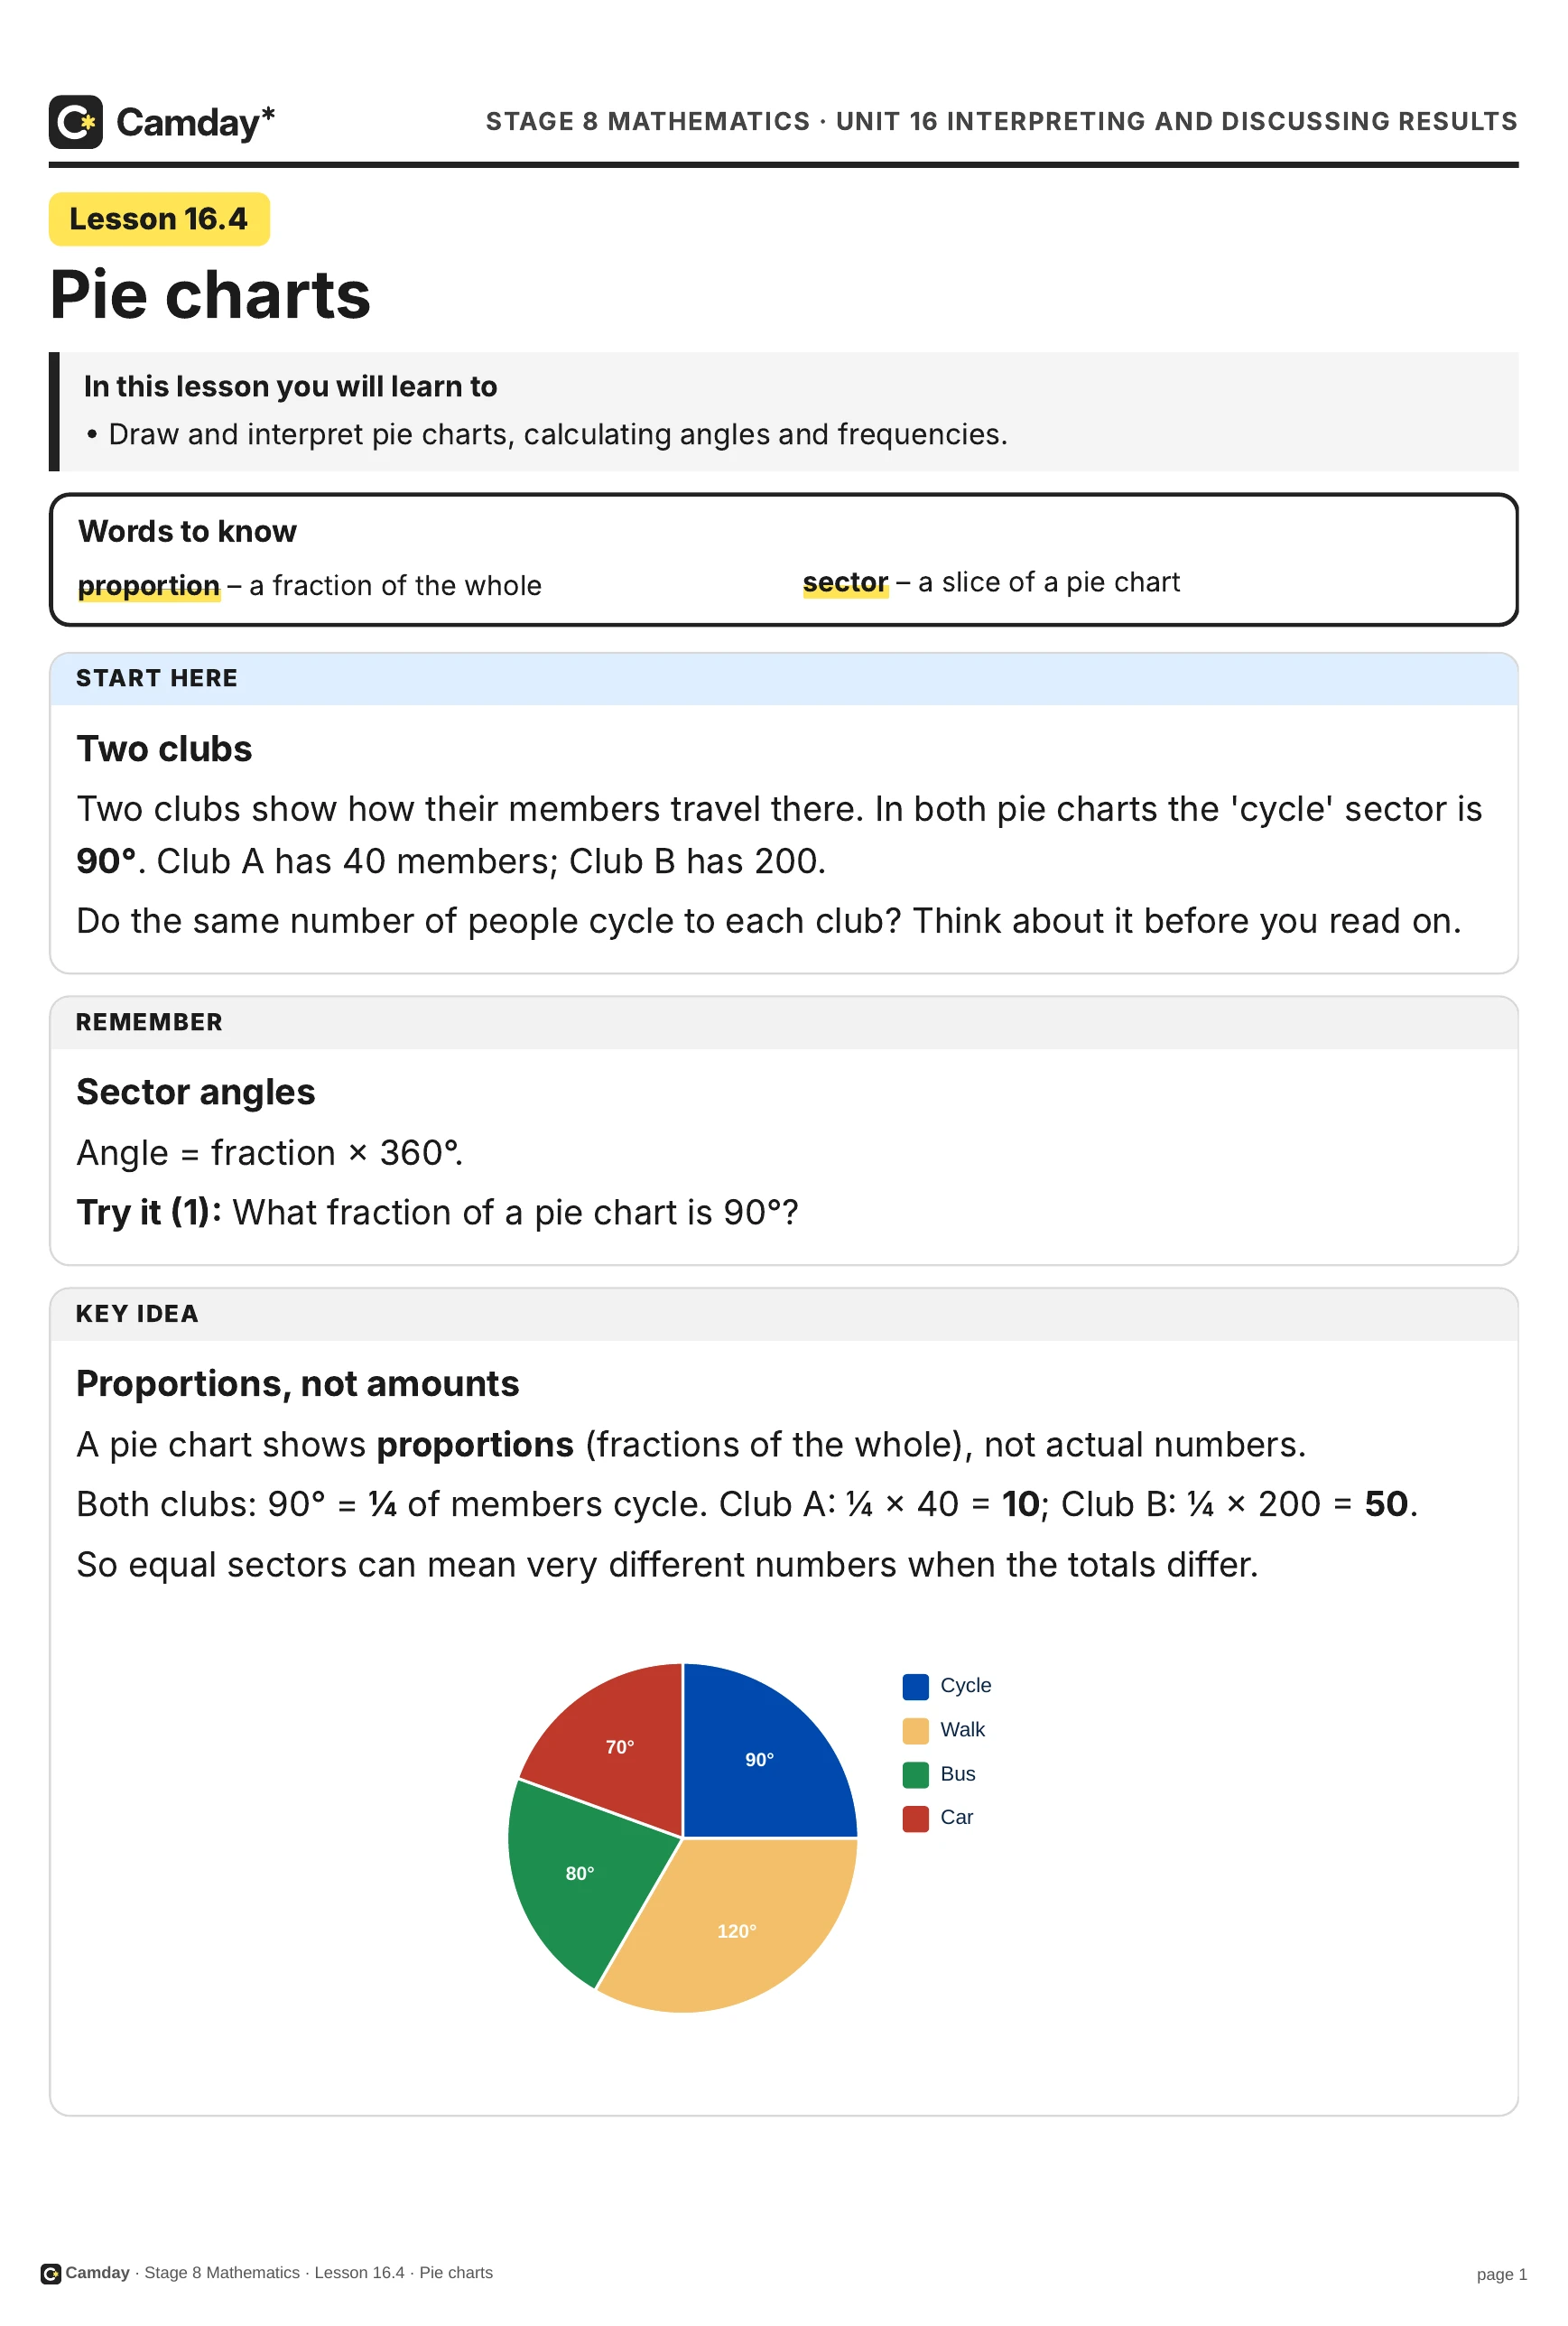 Camday*
STAGE 8 MATHEMATICS · UNIT 16 INTERPRETING AND DISCUSSING RESULTS
Lesson 16.4
Pie charts
In this lesson you will learn to
• Draw and interpret pie charts, calculating angles and frequencies.
Words to know
proportion – a fraction of the whole
sector – a slice of a pie chart
START HERE
Two clubs
Two clubs show how their members travel there. In both pie charts the 'cycle' sector is
90°. Club A has 40 members; Club B has 200.
Do the same number of people cycle to each club? Think about it before you read on.
REMEMBER
Sector angles
Angle = fraction × 360°.
Try it (1): What fraction of a pie chart is 90°?
KEY IDEA
Proportions, not amounts
A pie chart shows proportions (fractions of the whole), not actual numbers.
Both clubs: 90° = ¼ of members cycle. Club A: ¼ × 40 = 10; Club B: ¼ × 200 = 50.
So equal sectors can mean very different numbers when the totals differ.
70°
90°
80°
120°
Cycle
Walk
Bus
Car
Camday · Stage 8 Mathematics · Lesson 16.4 · Pie charts
page 1